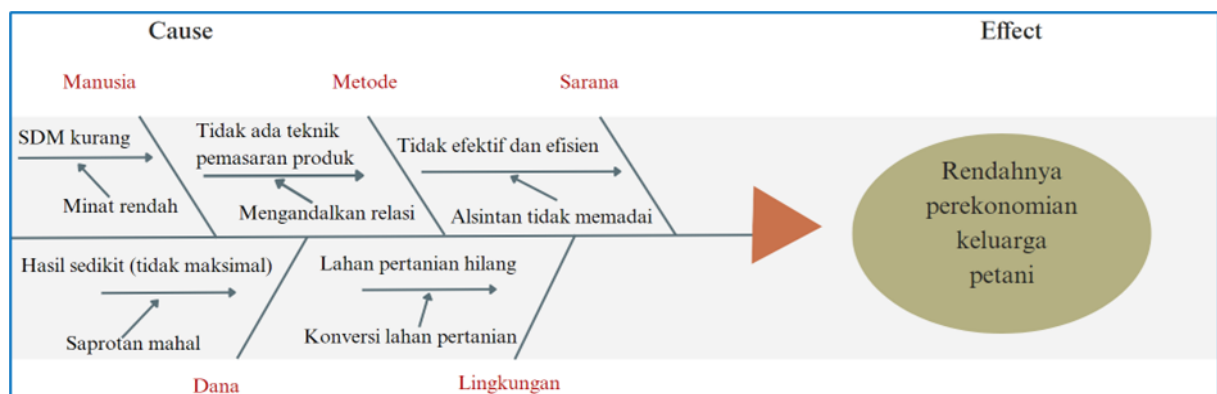 Cause
Effect
Manusia
Metode
Sarana
SDM kurang
Minat rendah
Tidak ada teknik
pemasaran produk
Mengandalkan relasi
Tidak efektif dan efisien
Alsintan tidak memadai
Hasil sedikit (tidak maksimal)
Saprotan mahal
Lahan pertanian hilang
Konversi lahan pertanian
Dana
Lingkungan
Rendahnya
perekonomian
keluarga
petani